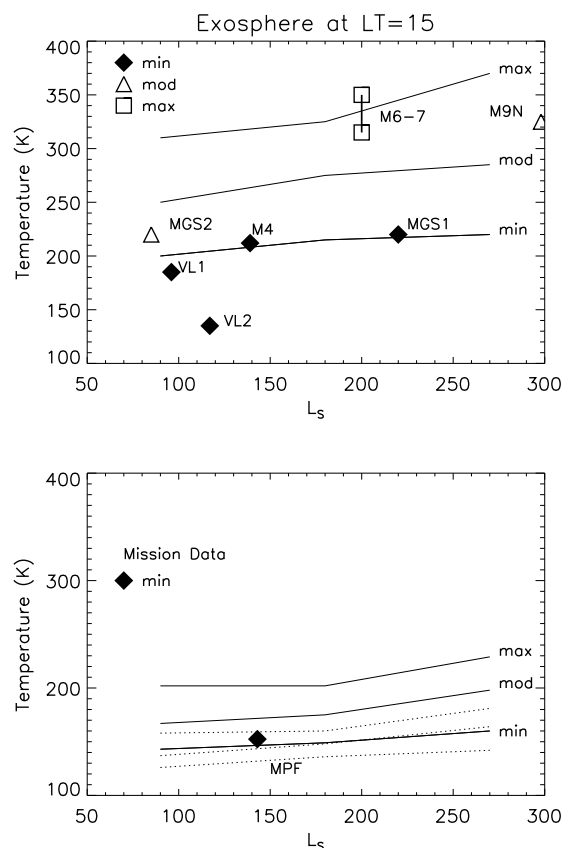 Exosphere at LT=15
400
350
300
250
200
150
100
Temperature (K)
min
mod
max
max
M6-7
M9N
mod
MGS2
M4
MGS1
min
VL1
VL2
50
100
150
200
250
300
L_S
400
300
200
100
Temperature (K)
Mission Data
min
max
mod
min
MPF
50
100
150
200
250
300
L_S